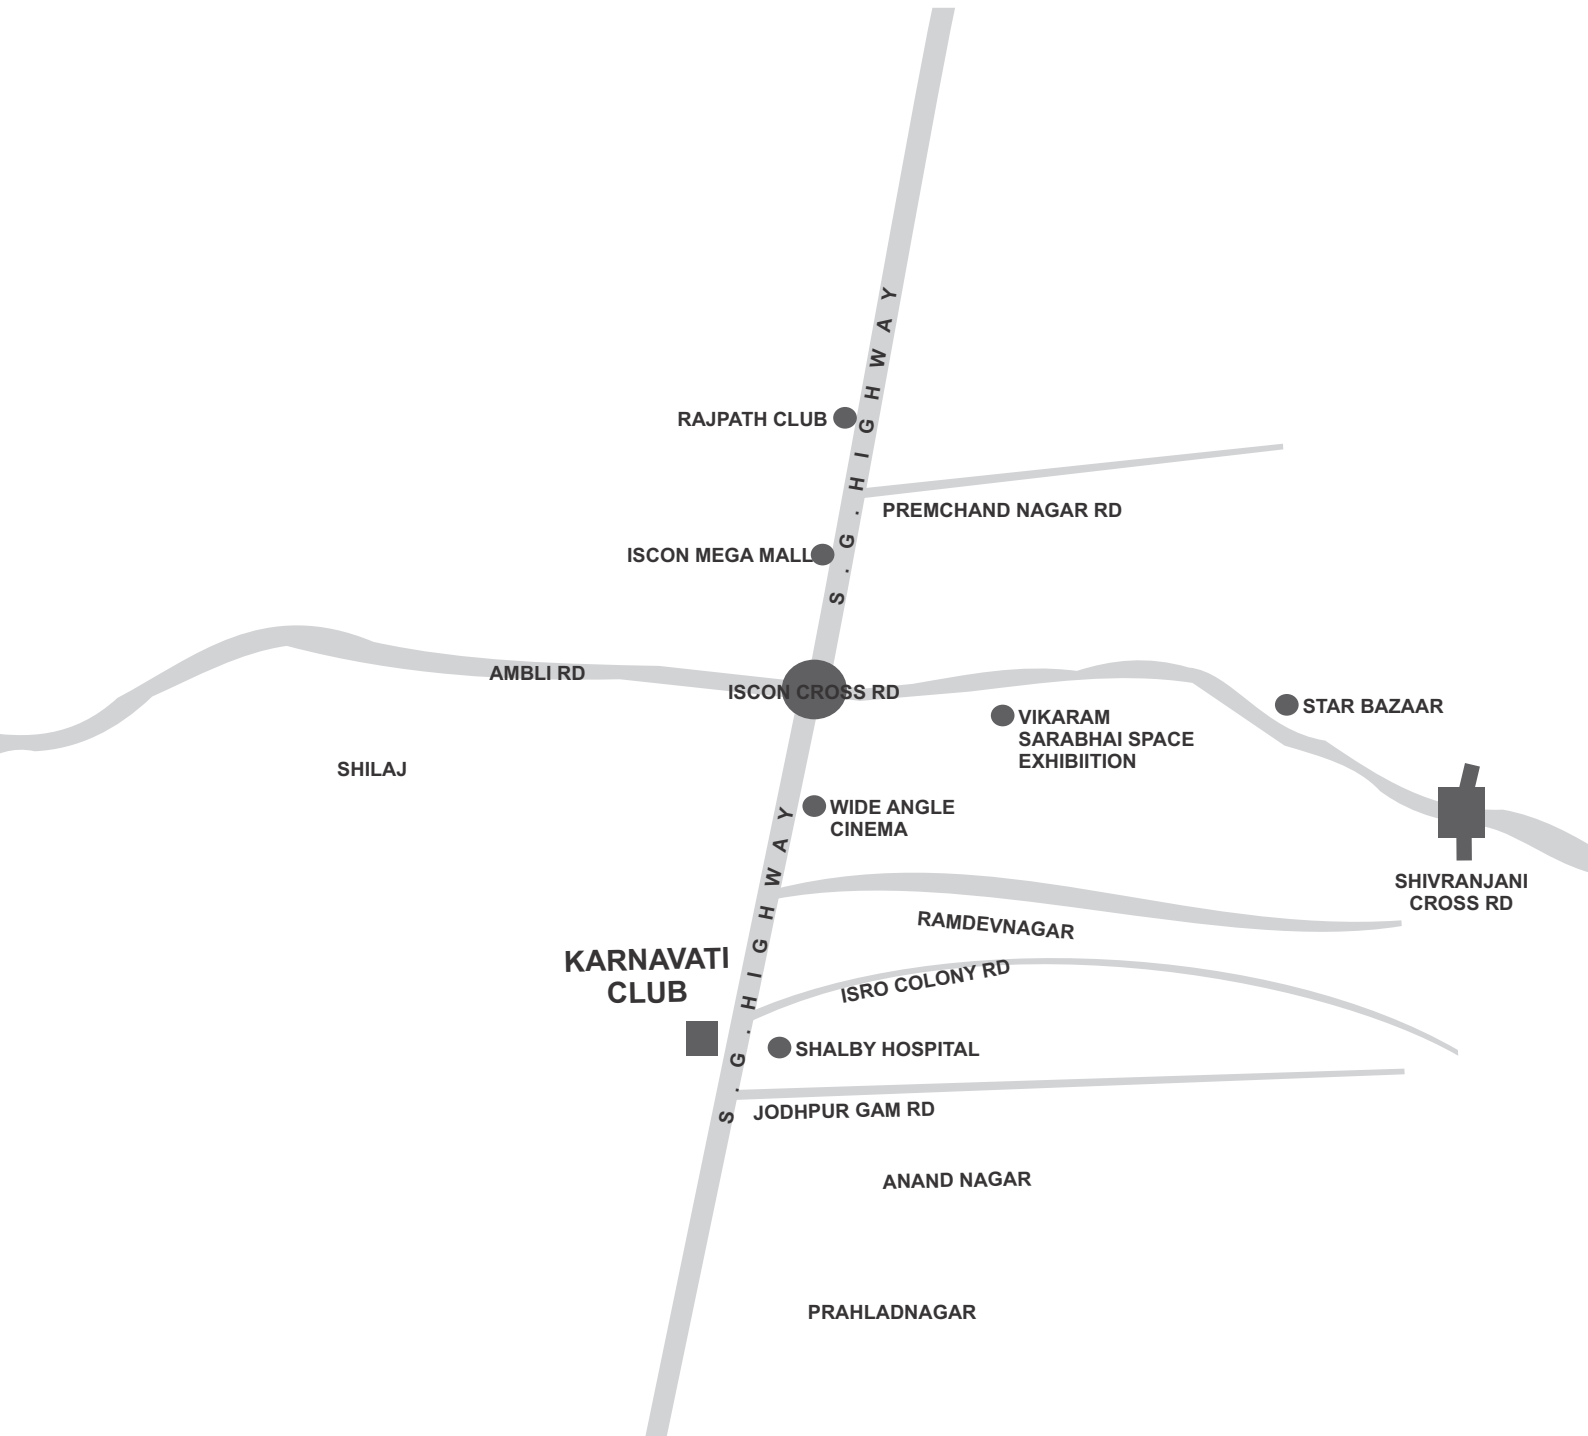 S.G.HIGHWAY
RAJPATH CLUB
PREMCHAND NAGAR RD
ISCON MEGA MALL
AMBLI RD
ISCON CROSS RD
STAR BAZAAR
VIKARAM
SARABHAI SPACE
EXHIBIITION
SHILAJ
WIDE ANGLE
CINEMA
S.G.HIGHWAY
SHIVRANJANI
CROSS RD
RAMDEVNAGAR
KARNAVATI
CLUB
ISRO COLONY RD
SHALBY HOSPITAL
JODHPUR GAM RD
ANAND NAGAR
PRAHLADNAGAR